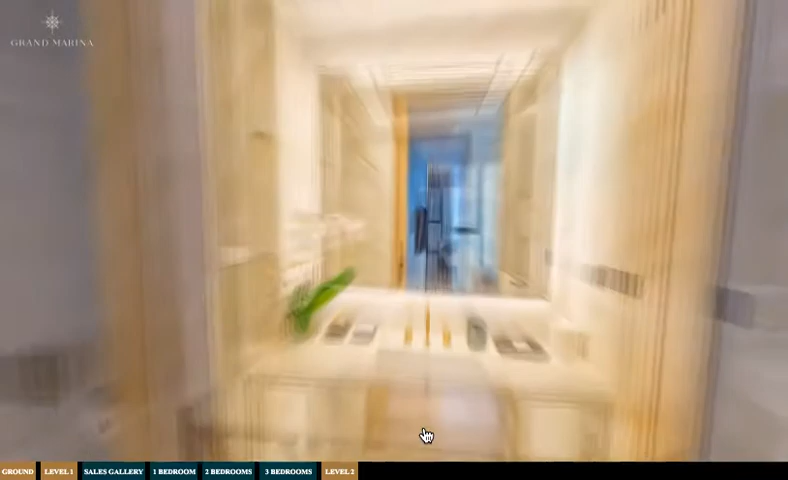 GRAND MARINA
GROUND
LEVEL 1
SALES GALLERY
1 BEDROOM
2 BEDROOMS
3 BEDROOMS
LEVEL 2